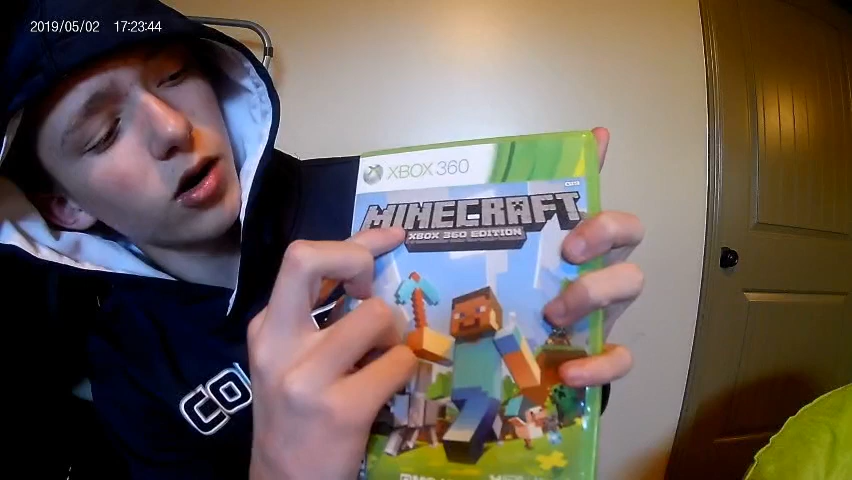 2019/05/02 17:23:44
XBOX 360
MINECRAFT
XBOX 360 EDITION
CO